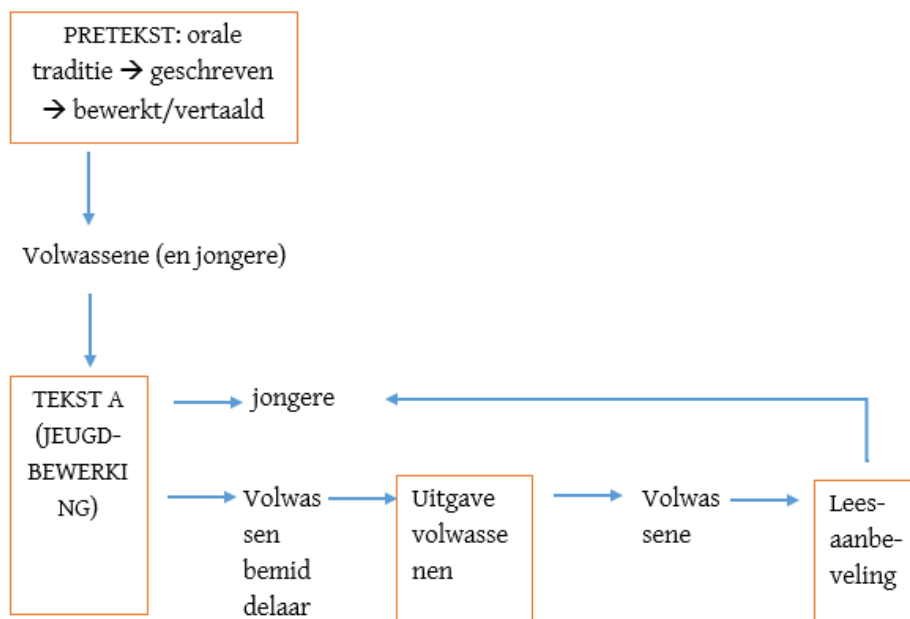 PRETEKST: orale
traditie → geschreven
→ bewerkt/vertaald
Volwassene (en jongere)
TEKST A
(JEUGD-
BEWERKI
NG)
jongere
Volwas
sen
bemid
delaar
Uitgave
volwasse
nen
Volwas
sene
Lees-
aanbe-
veling